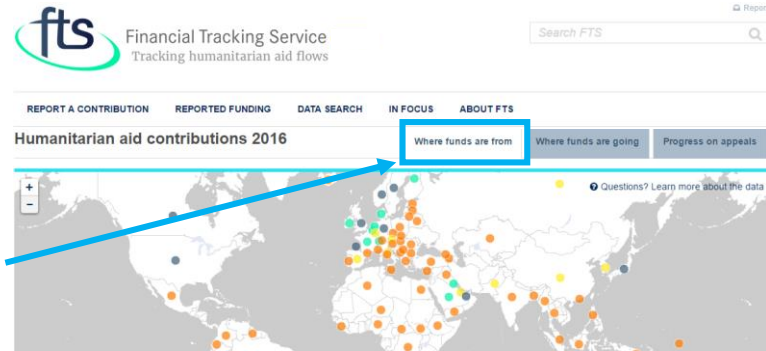 Repor
fts
Financial Tracking Service
Tracking humanitarian aid flows
Search FTS
REPORT A CONTRIBUTION REPORTED FUNDING DATA SEARCH IN FOCUS ABOUT FTS
Humanitarian aid contributions 2016
Where funds are from Where funds are going Progress on appeals
+
? Questions? Learn more about the data
-